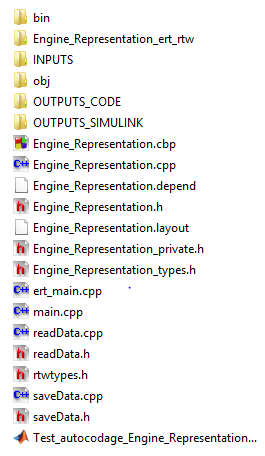 bin
Engine_Representation_ert_rtw
INPUTS
obj
OUTPUTS_CODE
OUTPUTS_SIMULINK
Engine_Representation.cbp
Engine_Representation.cpp
Engine_Representation.depend
Engine_Representation.h
Engine_Representation.layout
Engine_Representation_private.h
Engine_Representation_types.h
ert_main.cpp
main.cpp
readData.cpp
readData.h
rtwtypes.h
saveData.cpp
saveData.h
Test_autocodage_Engine_Representation...